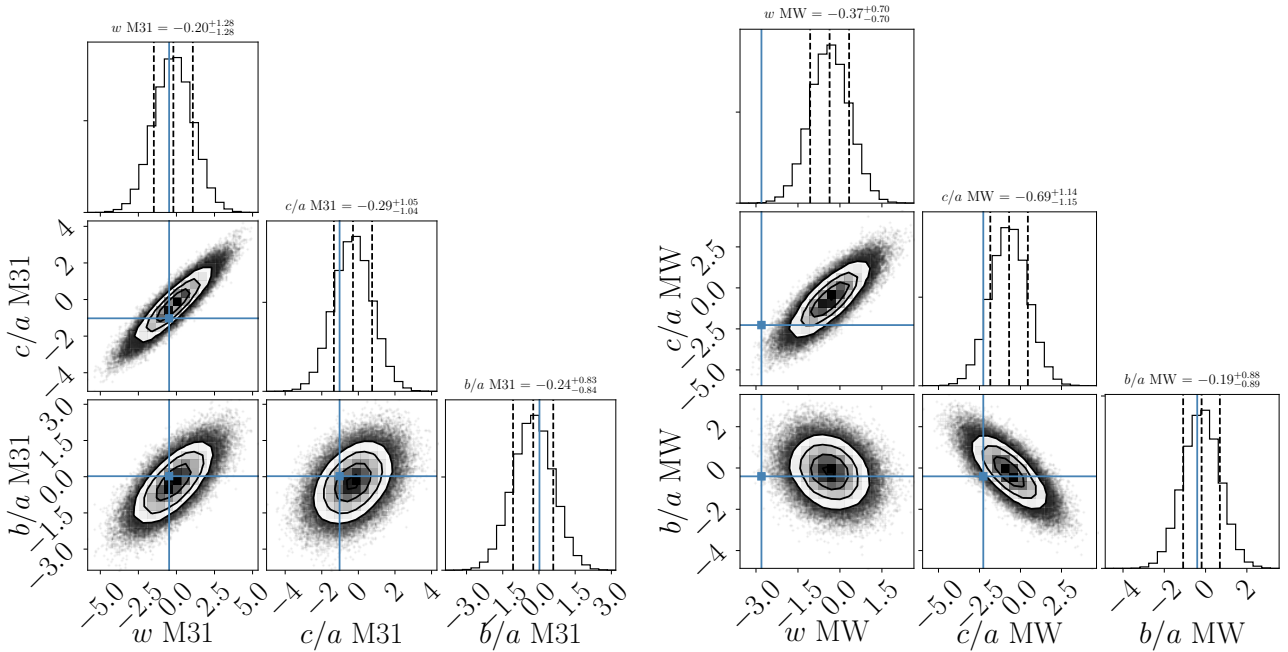 w M31 = −0.20+1.28 −1.28
c/a M31
4
2
0
−2
−4
c/a M31 = −0.29+1.05 −1.04
b/a M31
3.0
1.5
0.0
−1.5
−3.0
b/a M31 = −0.24+0.83 −0.84
−5.0 −2.5 0.0 2.5 5.0
w M31
−4 −2 0 2 4
c/a M31
−3.0 −1.5 0.0 1.5 3.0
b/a M31
w MW = −0.37+0.70 −0.70
c/a MW
2.5
0.0
−2.5
−5.0
c/a MW = −0.69+1.14 −1.15
b/a MW
2
0
−2
−4
b/a MW = −0.19+0.88 −0.89
−3.0 −1.5 0.0 1.5
w MW
−5.0 −2.5 0.0 2.5
c/a MW
−4 −2 0 2
b/a MW